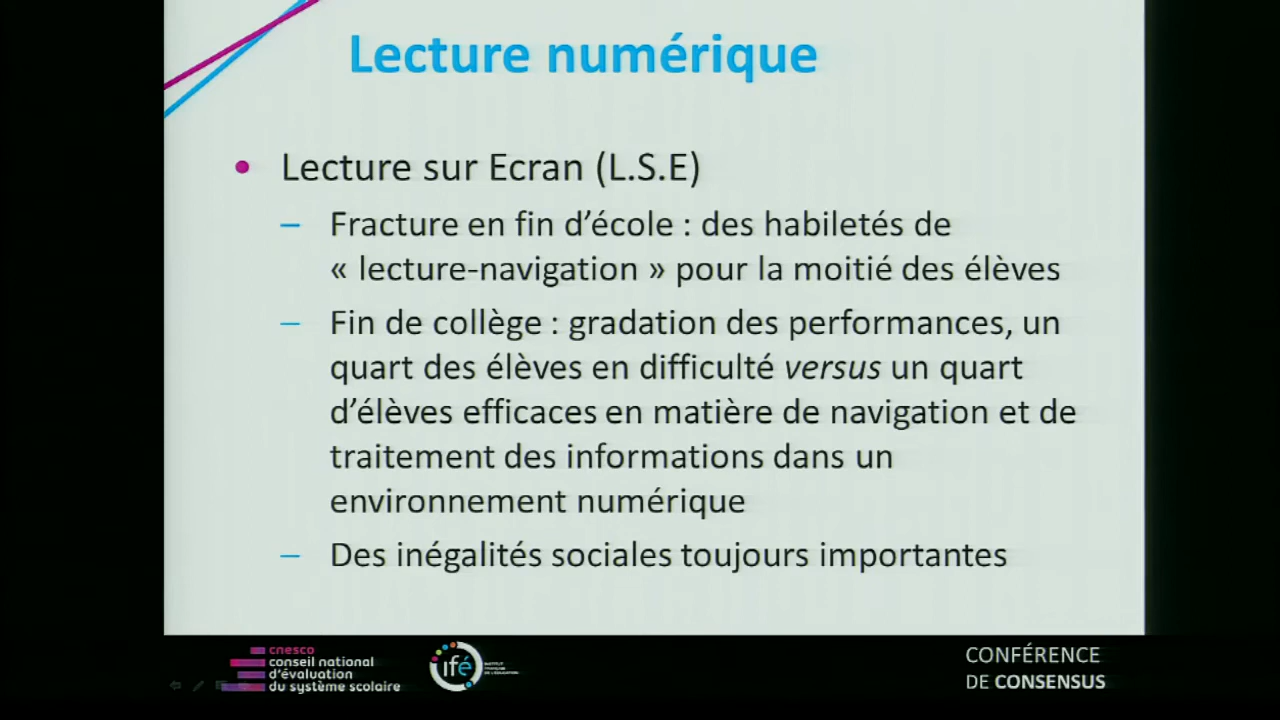 Lecture numérique
• Lecture sur Ecran (L.S.E)
– Fracture en fin d’école : des habiletés de
« lecture-navigation » pour la moitié des élèves
– Fin de collège : gradation des performances, un
quart des élèves en difficulté versus un quart
d’élèves efficaces en matière de navigation et de
traitement des informations dans un
environnement numérique
– Des inégalités sociales toujours importantes
cnesco
conseil national
d'évaluation
du système scolaire
ifé
CONFÉRENCE
DE CONSENSUS